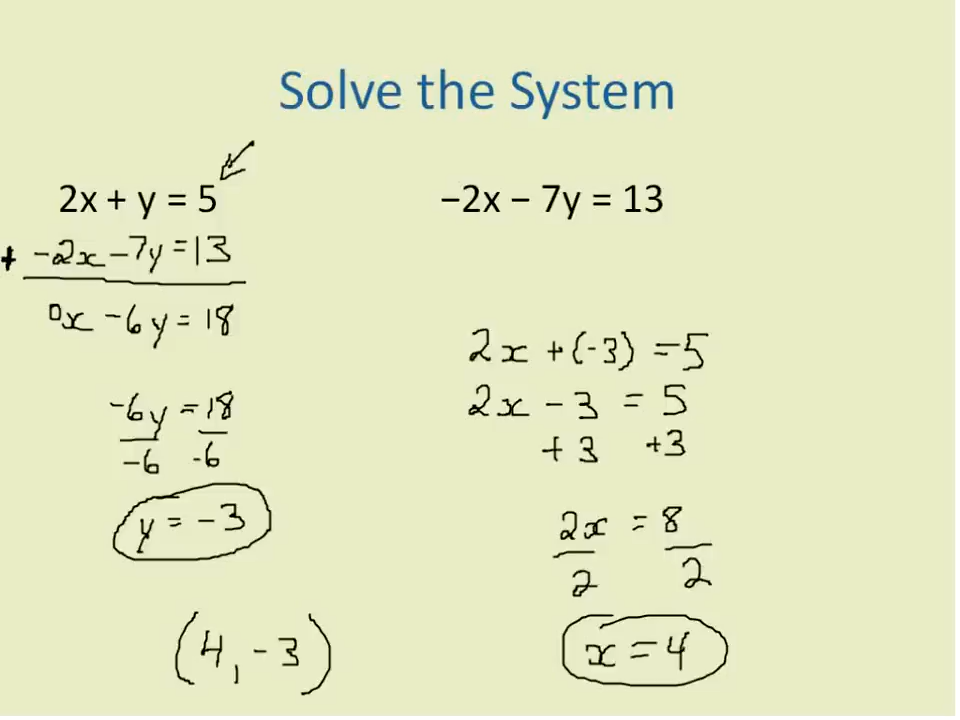 Solve the System
2x + y = 5
−2x − 7y = 13
+ -2x -7y = 13
0x - 6y = 18
-6y = 18
-6 -6
y = -3
2x + (-3) = 5
2x - 3 = 5
+ 3 +3
2x = 8
2 2
x = 4
(4, -3)